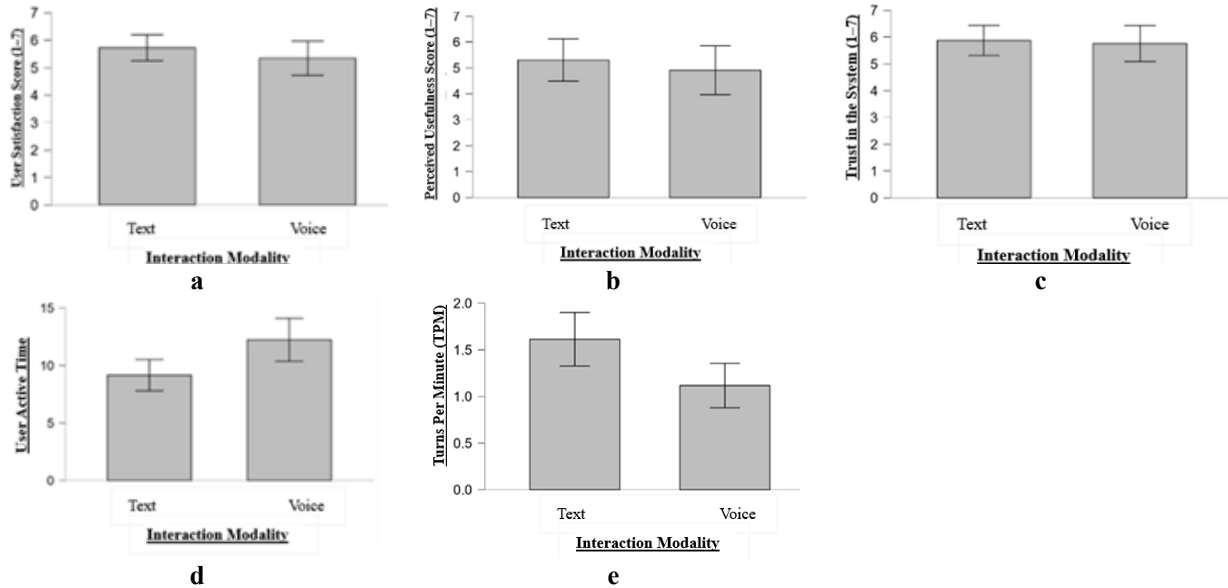 User Satisfaction Score (1–7)
7
6
5
4
3
2
1
0
Text Voice
Interaction Modality
a
Perceived Usefulness Score (1–7)
7
6
5
4
3
2
1
0
Text Voice
Interaction Modality
b
Trust in the System (1–7)
7
6
5
4
3
2
1
0
Text Voice
Interaction Modality
c
User Active Time
15
10
5
0
Text Voice
Interaction Modality
d
Turns Per Minute (TPM)
2.0
1.5
1.0
0.5
0.0
Text Voice
Interaction Modality
e